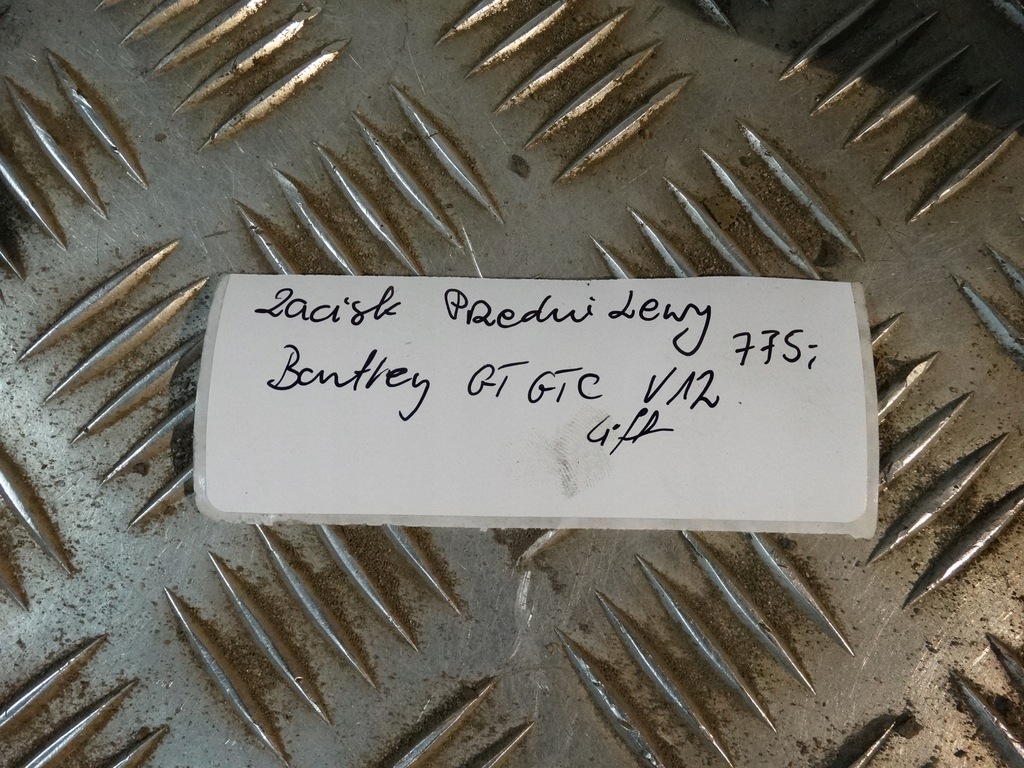 Zacisk Przedni Lewy
775,-
Bentley GT GTC V12
Lift